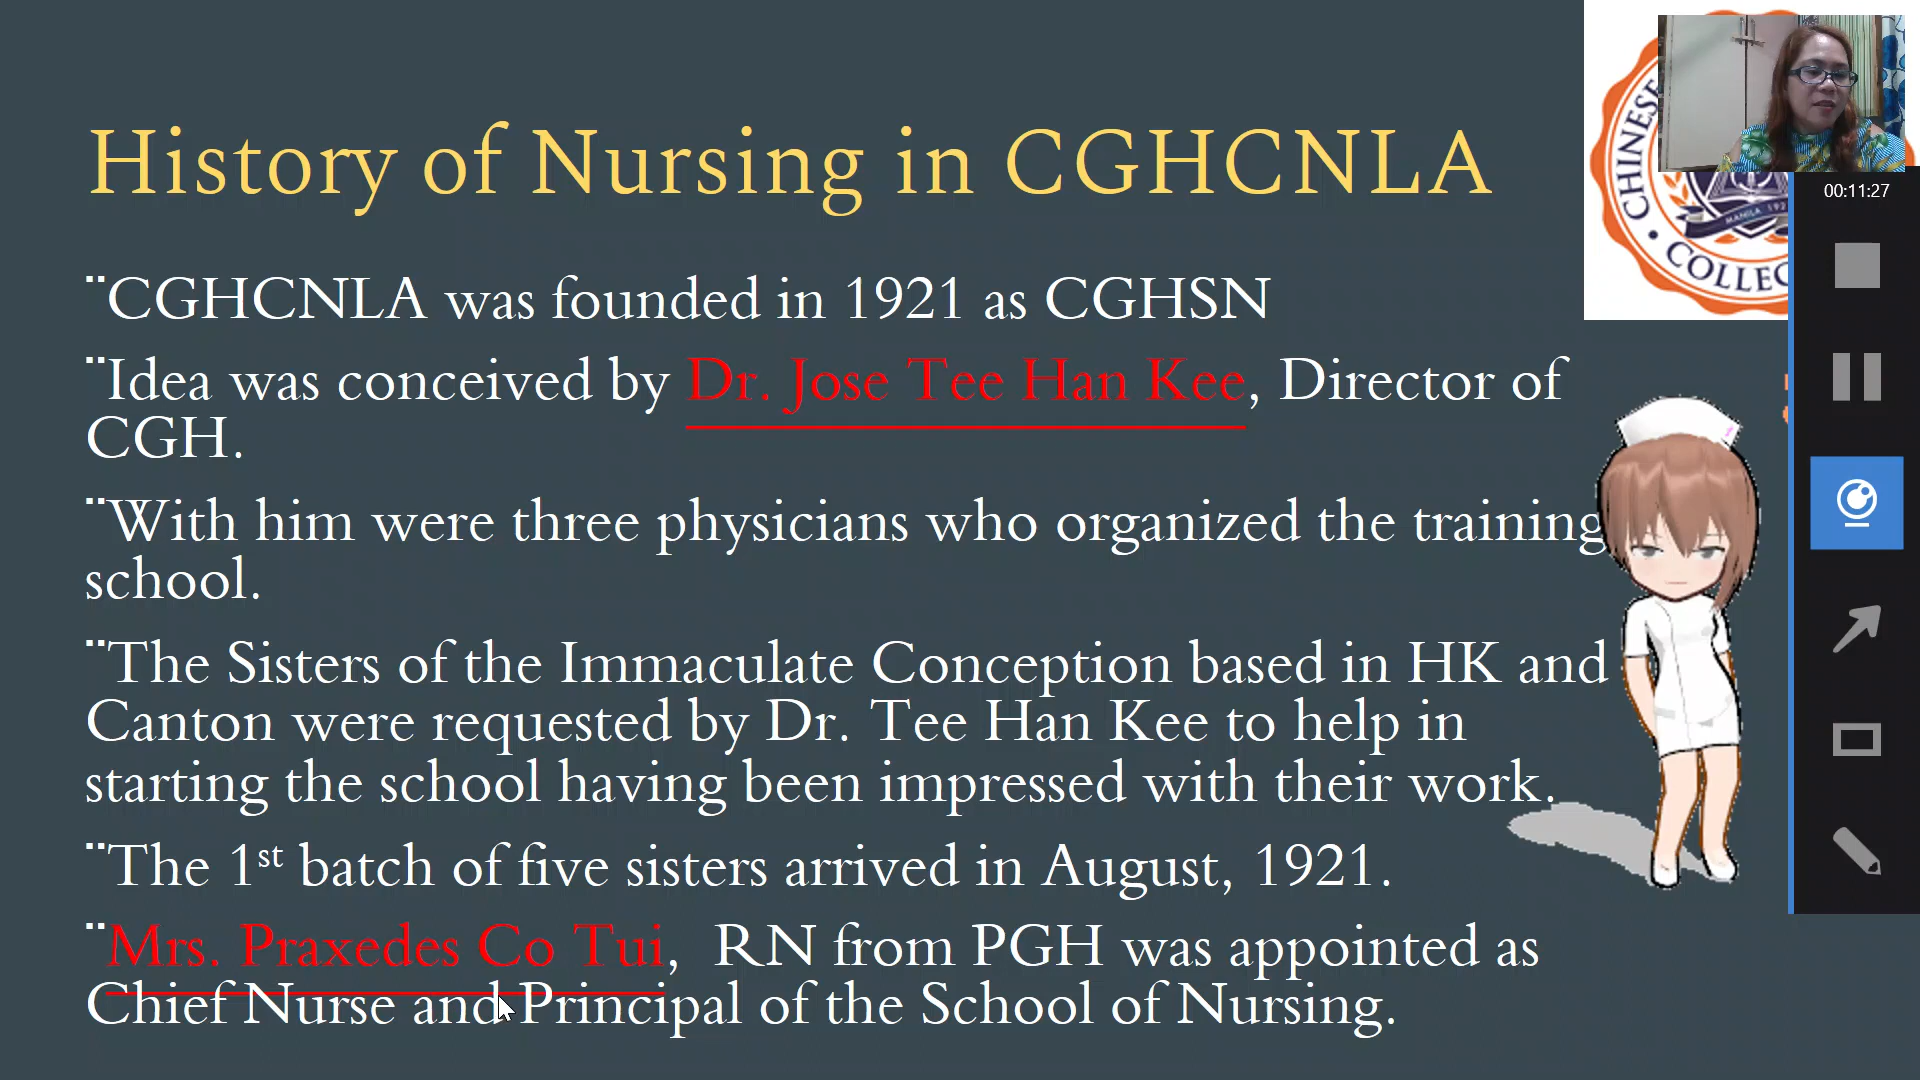 History of Nursing in CGHCNLA
¨CGHCNLA was founded in 1921 as CGHSN
¨Idea was conceived by Dr. Jose Tee Han Kee, Director of
CGH.
¨With him were three physicians who organized the training
school.
¨The Sisters of the Immaculate Conception based in HK and
Canton were requested by Dr. Tee Han Kee to help in
starting the school having been impressed with their work.
¨The 1st batch of five sisters arrived in August, 1921.
¨Mrs. Praxedes Co Tui,  RN from PGH was appointed as
Chief Nurse and Principal of the School of Nursing.
CHINESE
MANILA
COLLEG
00:11:27